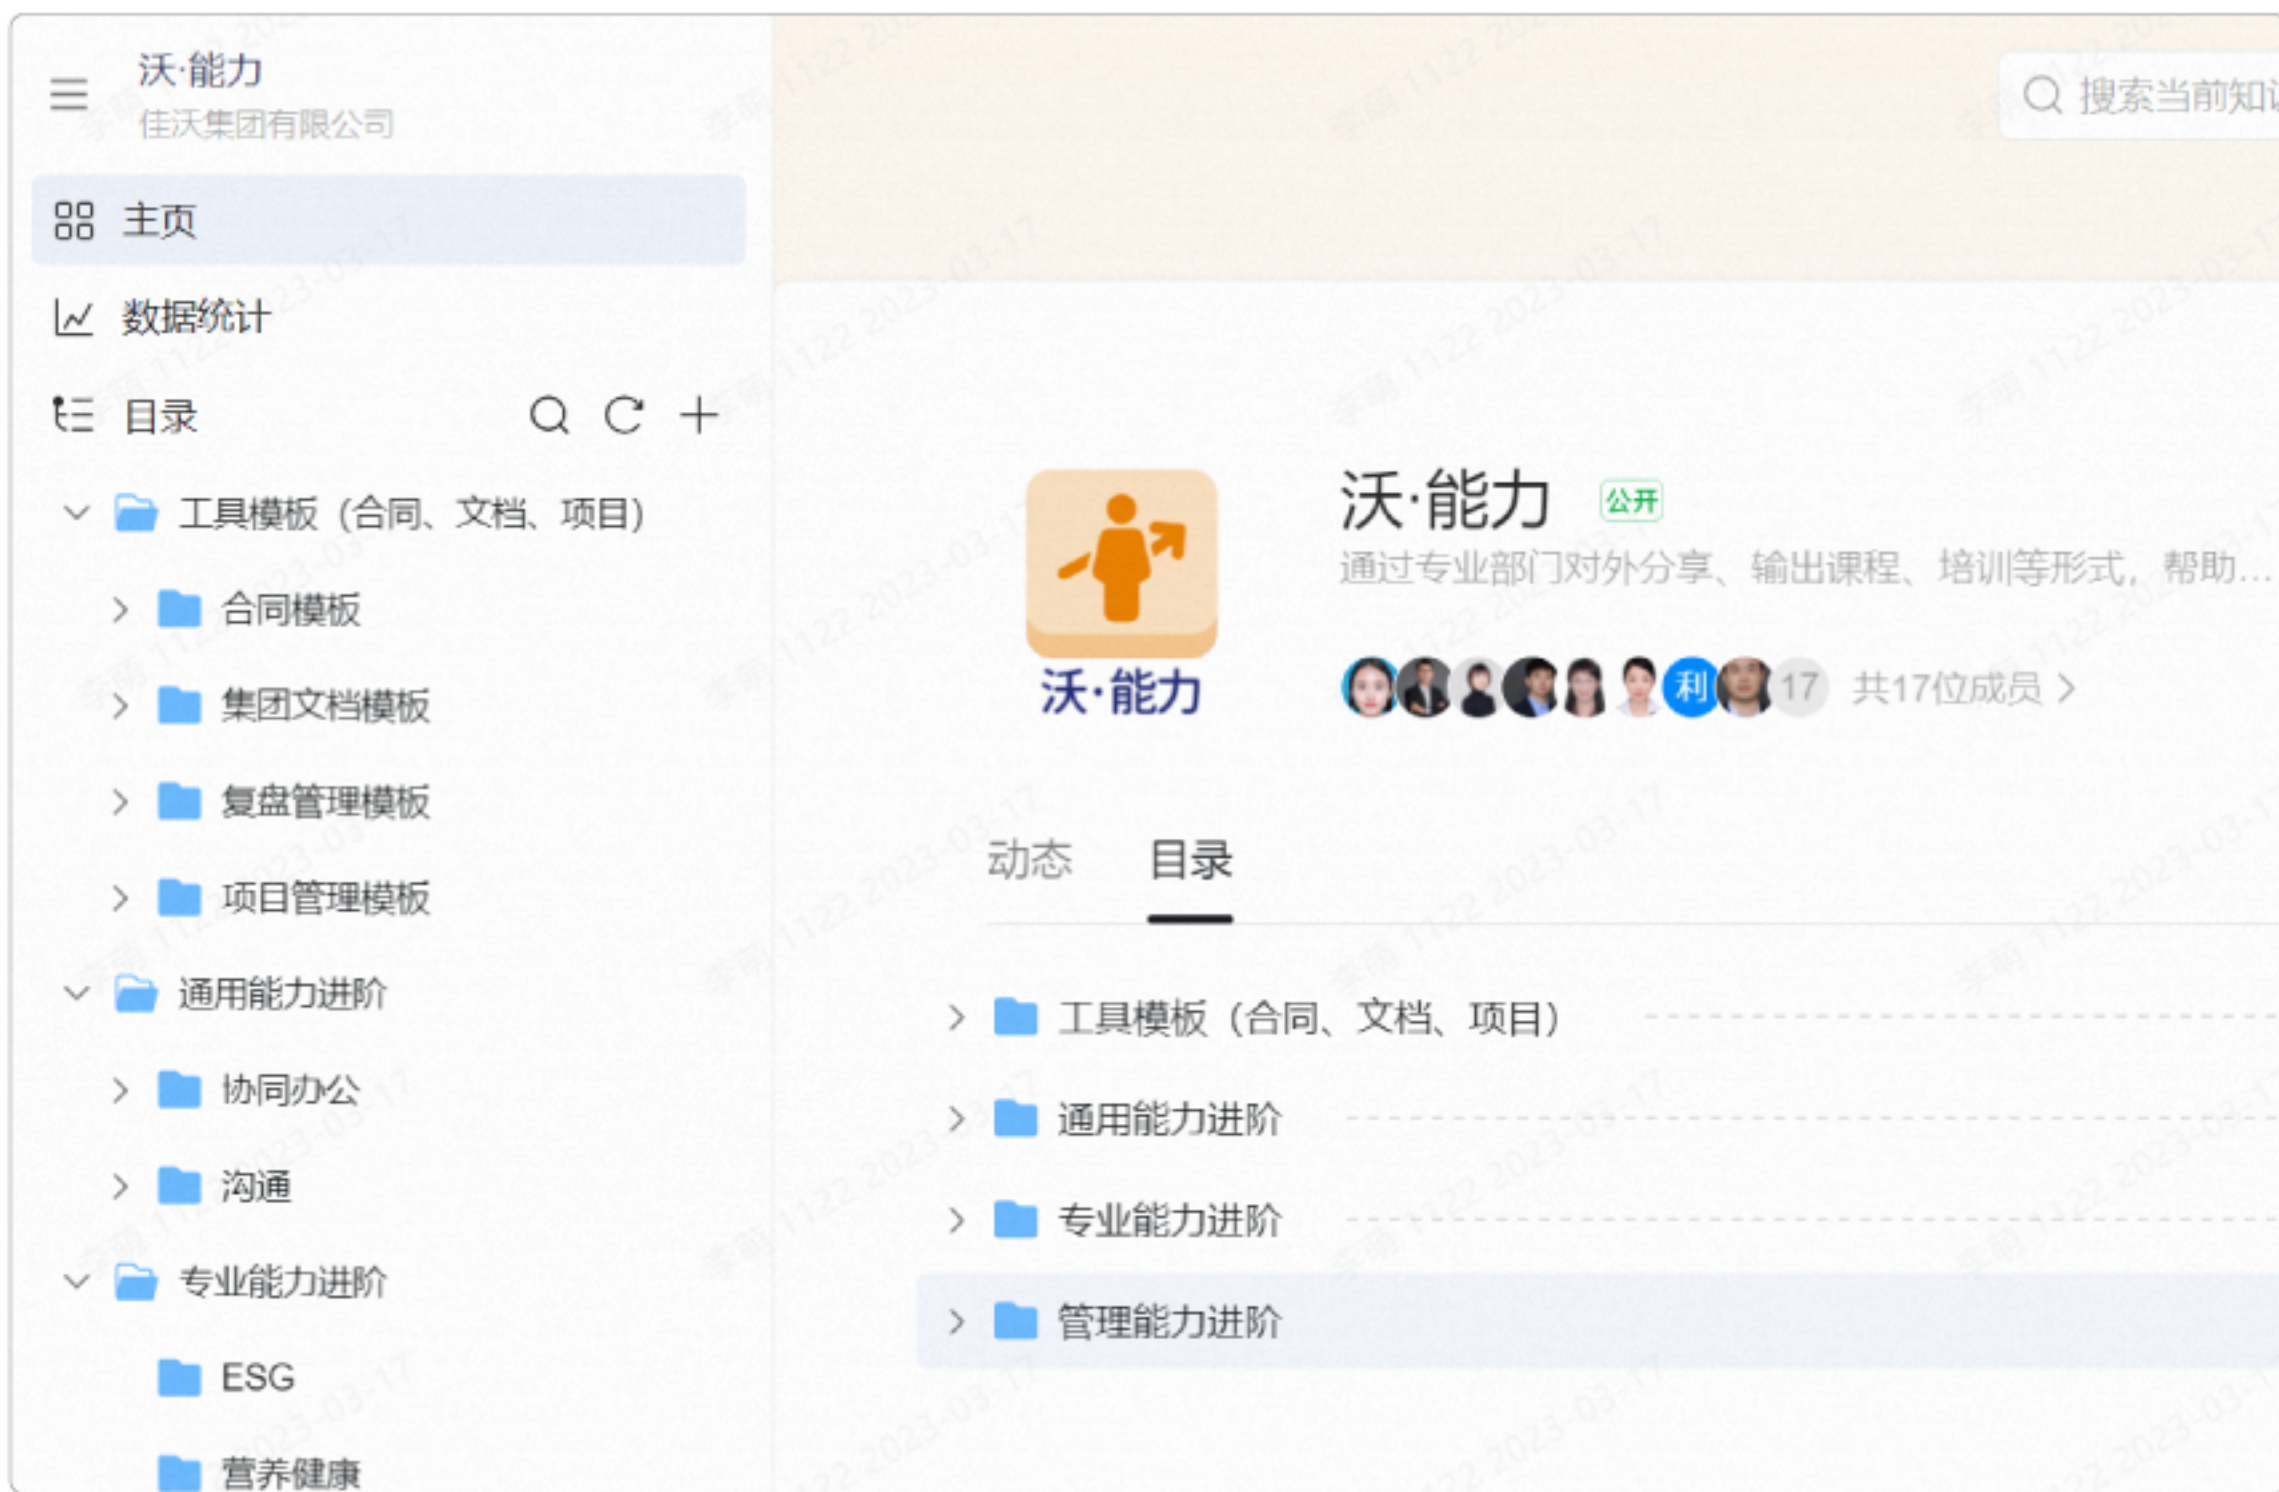 沃·能力
佳沃集团有限公司
主页
数据统计
目录
工具模板（合同、文档、项目）
合同模板
集团文档模板
复盘管理模板
项目管理模板
通用能力进阶
协同办公
沟通
专业能力进阶
ESG
营养健康
搜索当前知
沃·能力
沃·能力 公开
通过专业部门对外分享、输出课程、培训等形式，帮助...
利 17 共17位成员
动态 目录
工具模板（合同、文档、项目）
通用能力进阶
专业能力进阶
管理能力进阶
李萌 1122 2023-03-17